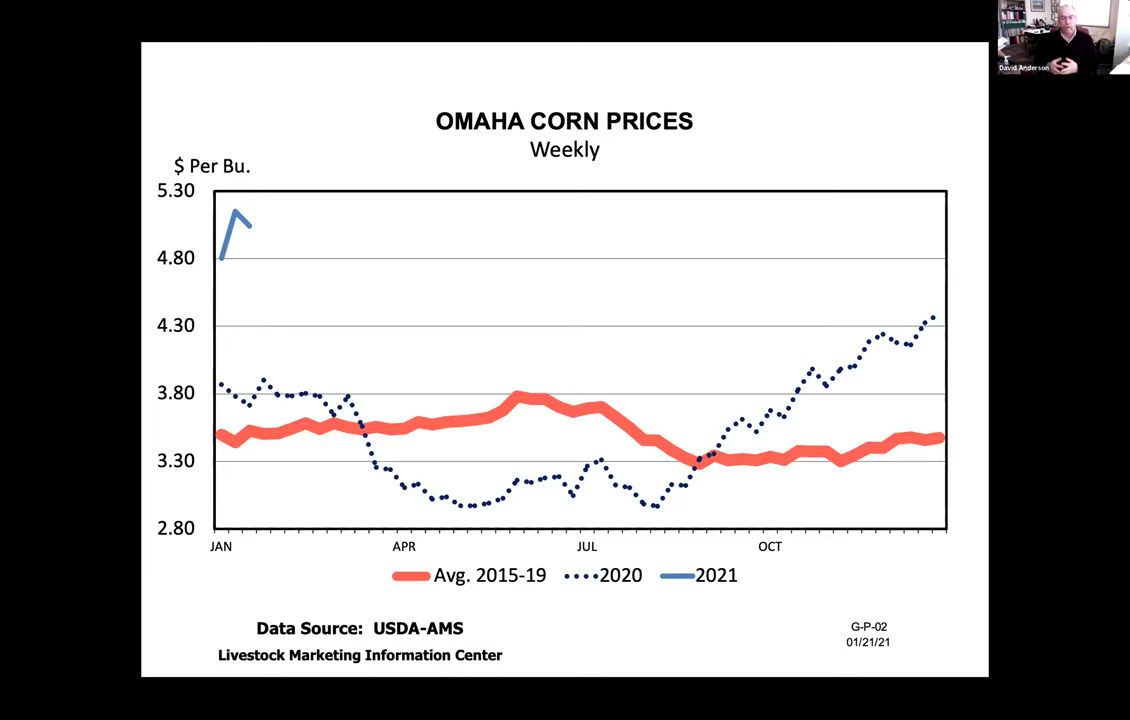 David Anderson
OMAHA CORN PRICES
Weekly
$ Per Bu.
5.30
4.80
4.30
3.80
3.30
2.80
JAN APR JUL OCT
Avg. 2015-19 2020 2021
Data Source: USDA-AMS
Livestock Marketing Information Center
G-P-02
01/21/21